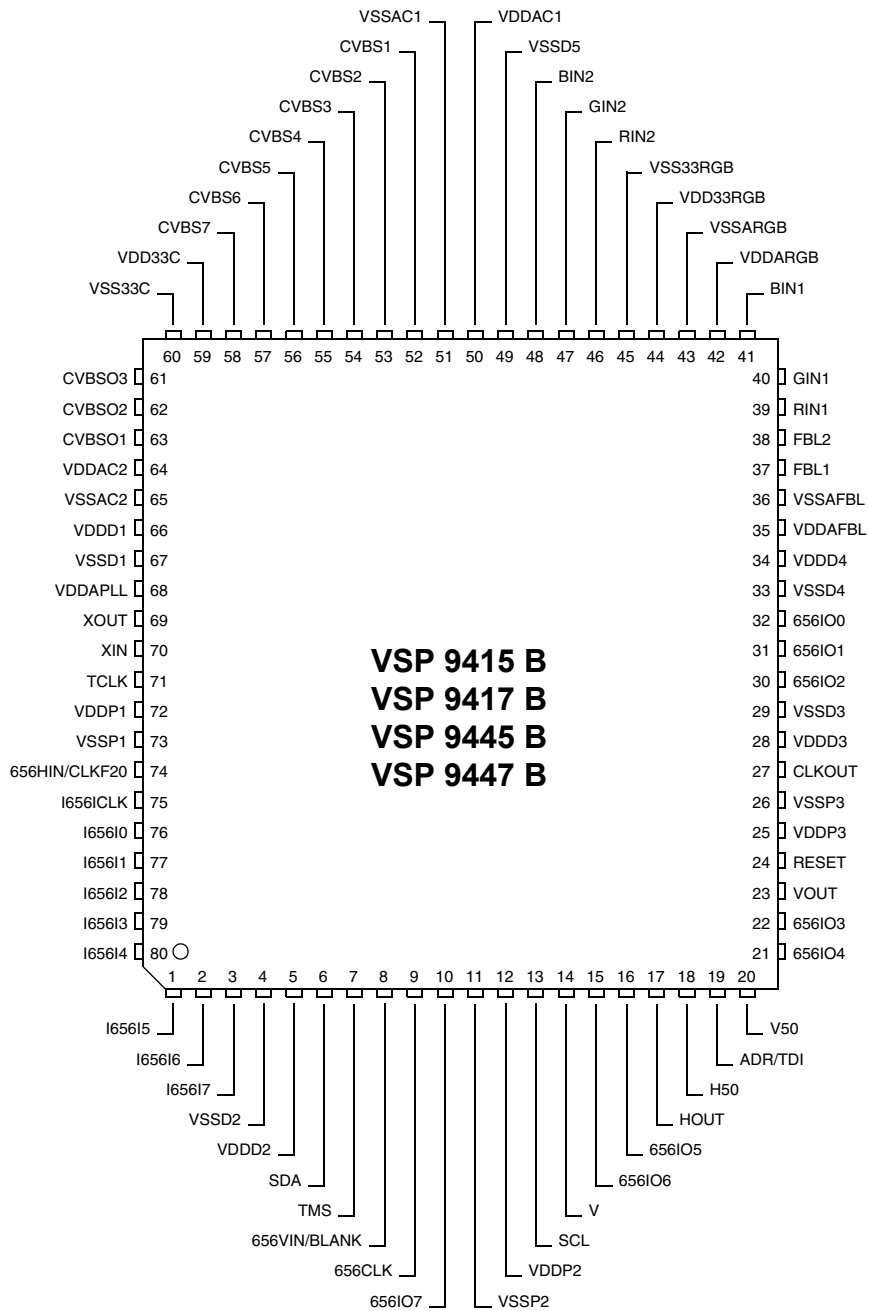 VSSAC1 VDDAC1
CVBS1 VSSD5
CVBS2 BIN2
CVBS3 GIN2
CVBS4 RIN2
CVBS5 VSS33RGB
CVBS6 VDD33RGB
CVBS7 VSSARGB
VDD33C VDDARGB
VSS33C BIN1
60 59 58 57 56 55 54 53 52 51 50 49 48 47 46 45 44 43 42 41
CVBSO3 61 40 GIN1
CVBSO2 62 39 RIN1
CVBSO1 63 38 FBL2
VDDAC2 64 37 FBL1
VSSAC2 65 36 VSSAFBL
VDDD1 66 35 VDDAFBL
VSSD1 67 34 VDDD4
VDDAPLL 68 33 VSSD4
XOUT 69 32 656IO0
XIN 70 31 656IO1
TCLK 71 30 656IO2
VDDP1 72 29 VSSD3
VSSP1 73 28 VDDD3
656HIN/CLKF20 74 27 CLKOUT
I656ICLK 75 26 VSSP3
I656I0 76 25 VDDP3
I656I1 77 24 RESET
I656I2 78 23 VOUT
I656I3 79 22 656IO3
I656I4 80 21 656IO4
VSP 9415 B
VSP 9417 B
VSP 9445 B
VSP 9447 B
1 2 3 4 5 6 7 8 9 10 11 12 13 14 15 16 17 18 19 20
I656I5 V50
I656I6 ADR/TDI
I656I7 H50
VSSD2 HOUT
VDDD2 656IO5
SDA 656IO6
TMS V
656VIN/BLANK SCL
656CLK VDDP2
656IO7 VSSP2